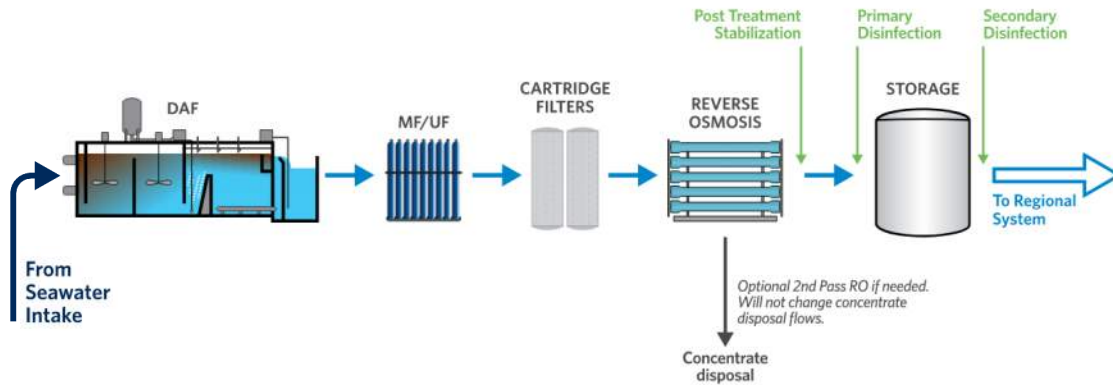 Post Treatment
Stabilization
Primary
Disinfection
Secondary
Disinfection
DAF
MF/UF
CARTRIDGE
FILTERS
REVERSE
OSMOSIS
STORAGE
To Regional
System
From
Seawater
Intake
Optional 2nd Pass RO if needed.
Will not change concentrate
disposal flows.
Concentrate
disposal